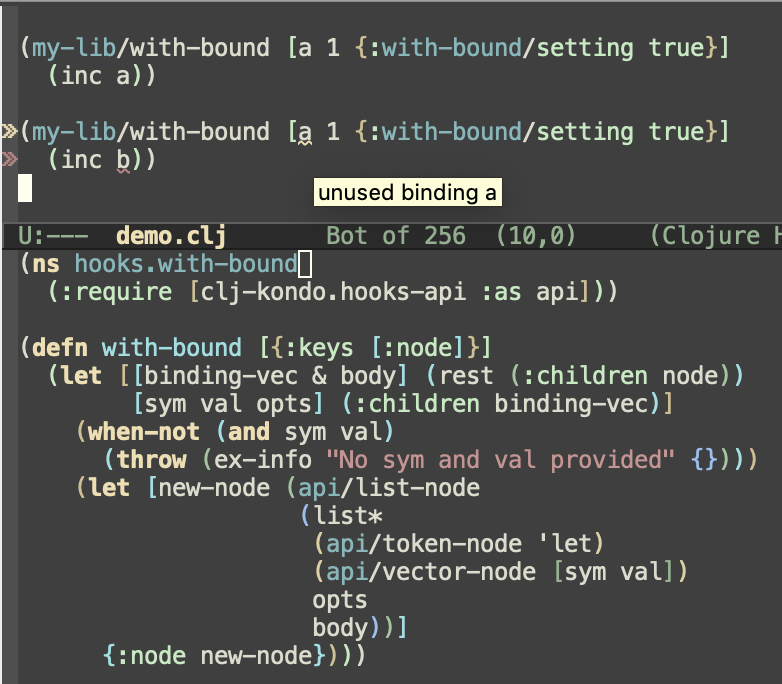 (my-lib/with-bound [a 1 {:with-bound/setting true}]
  (inc a))
(my-lib/with-bound [a 1 {:with-bound/setting true}]
  (inc b))
unused binding a
U:---  demo.clj       Bot of 256  (10,0)     (Clojure H
(ns hooks.with-bound
  (:require [clj-kondo.hooks-api :as api]))
(defn with-bound [{:keys [:node]}]
  (let [[binding-vec & body] (rest (:children node))
        [sym val opts] (:children binding-vec)]
    (when-not (and sym val)
      (throw (ex-info "No sym and val provided" {})))
    (let [new-node (api/list-node
                    (list*
                     (api/token-node 'let)
                     (api/vector-node [sym val])
                     opts
                     body))]
      {:node new-node})))